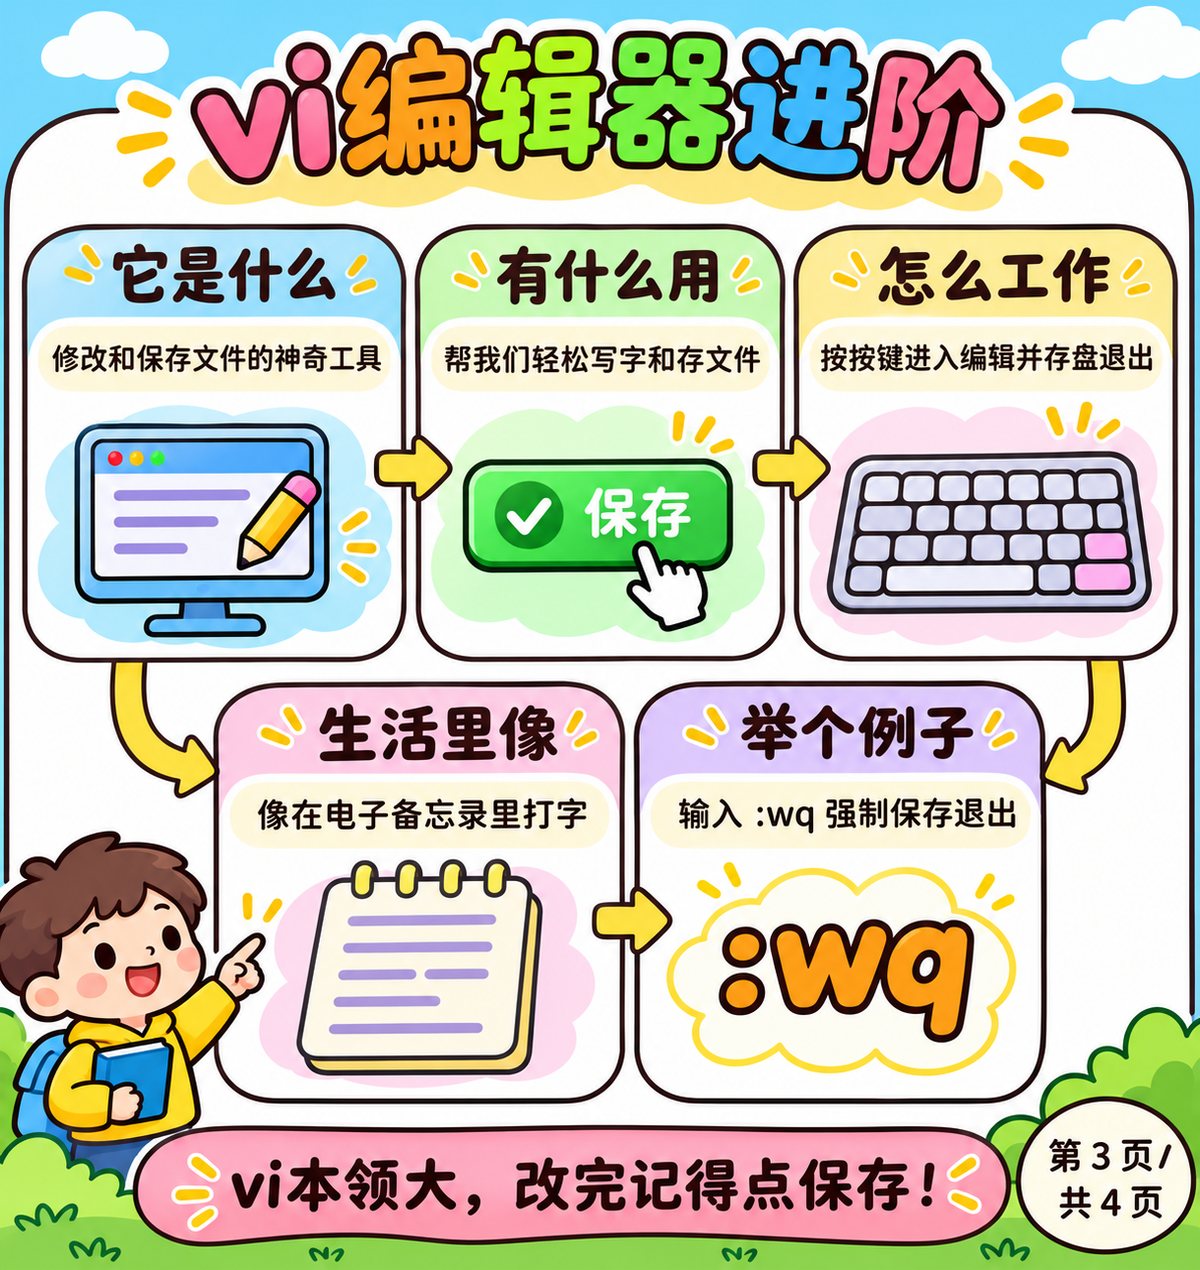 vi编辑器进阶
它是什么
修改和保存文件的神奇工具
有什么用
帮我们轻松写字和存文件
保存
怎么工作
按按键进入编辑并存盘退出
生活里像
像在电子备忘录里打字
举个例子
输入 :wq 强制保存退出
:wq
vi本领大，改完记得点保存！
第 3 页/
共 4 页